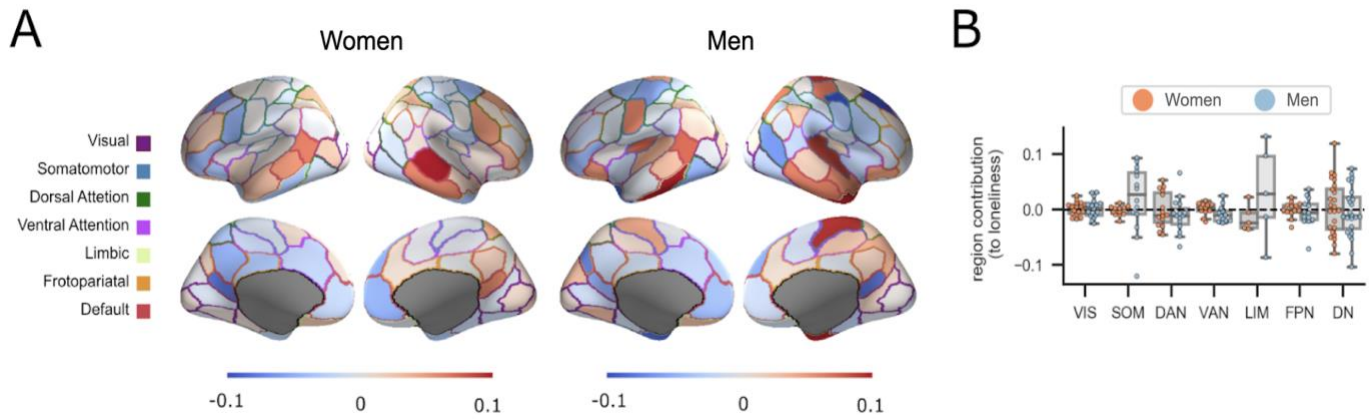 A
Women
Men
Visual
Somatomotor
Dorsal Attetion
Ventral Attention
Limbic
Frotopariatal
Default
-0.1
0
0.1
-0.1
0
0.1
B
Women
Men
region contribution
(to loneliness)
0.1
0.0
−0.1
VIS
SOM
DAN
VAN
LIM
FPN
DN